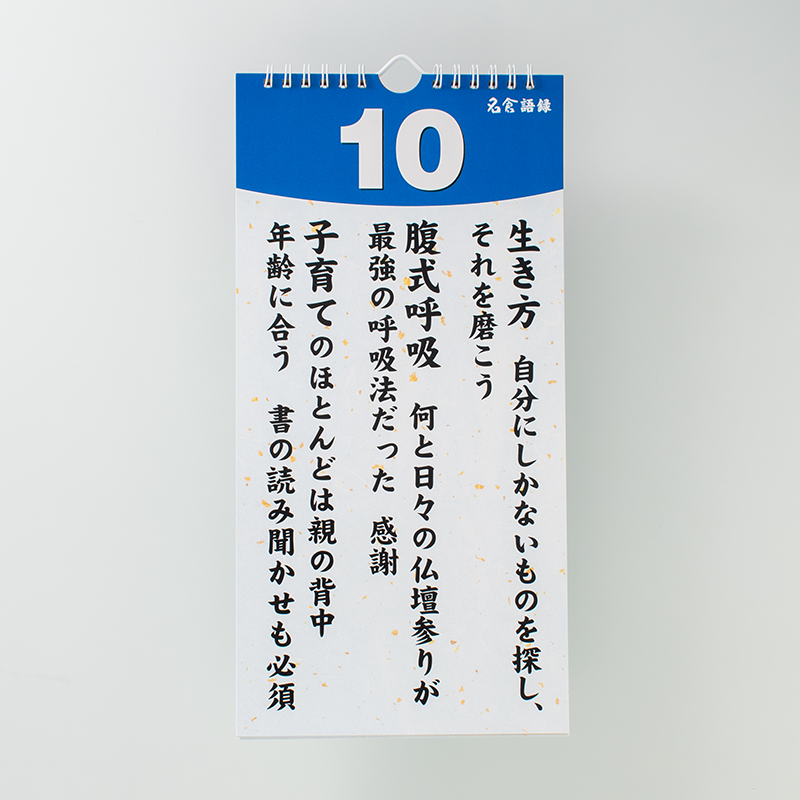 名倉語録
10
生き方　自分にしかないものを探し、
それを磨こう
腹式呼吸　何と日々の仏壇参りが
最強の呼吸法だった　感謝
子育てのほとんどは親の背中
年齢に合う　書の読み聞かせも必須